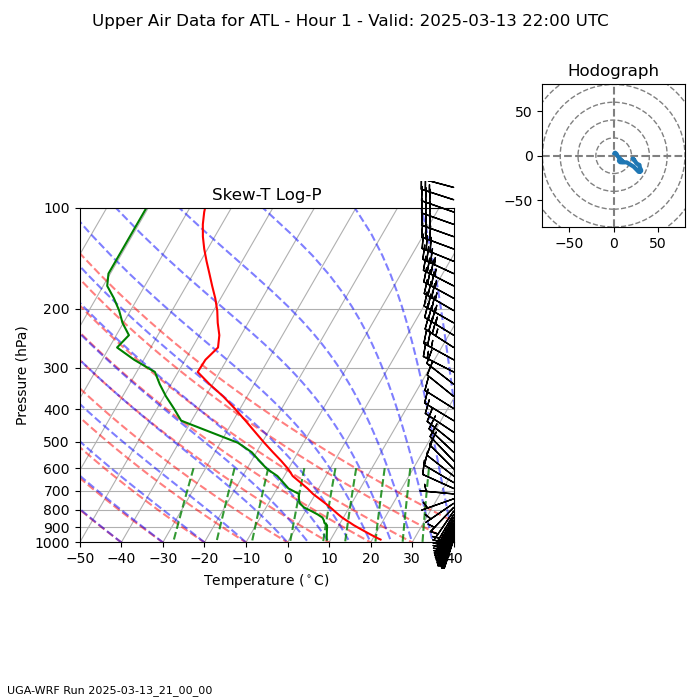 Upper Air Data for ATL - Hour 1 - Valid: 2025-03-13 22:00 UTC
Hodograph
50
0
−50
−50 0 50
Skew-T Log-P
100
200
300
400
500
600
700
800
900
1000
Pressure (hPa)
−50 −40 −30 −20 −10 0 10 20 30 40
Temperature (°C)
UGA-WRF Run 2025-03-13_21_00_00